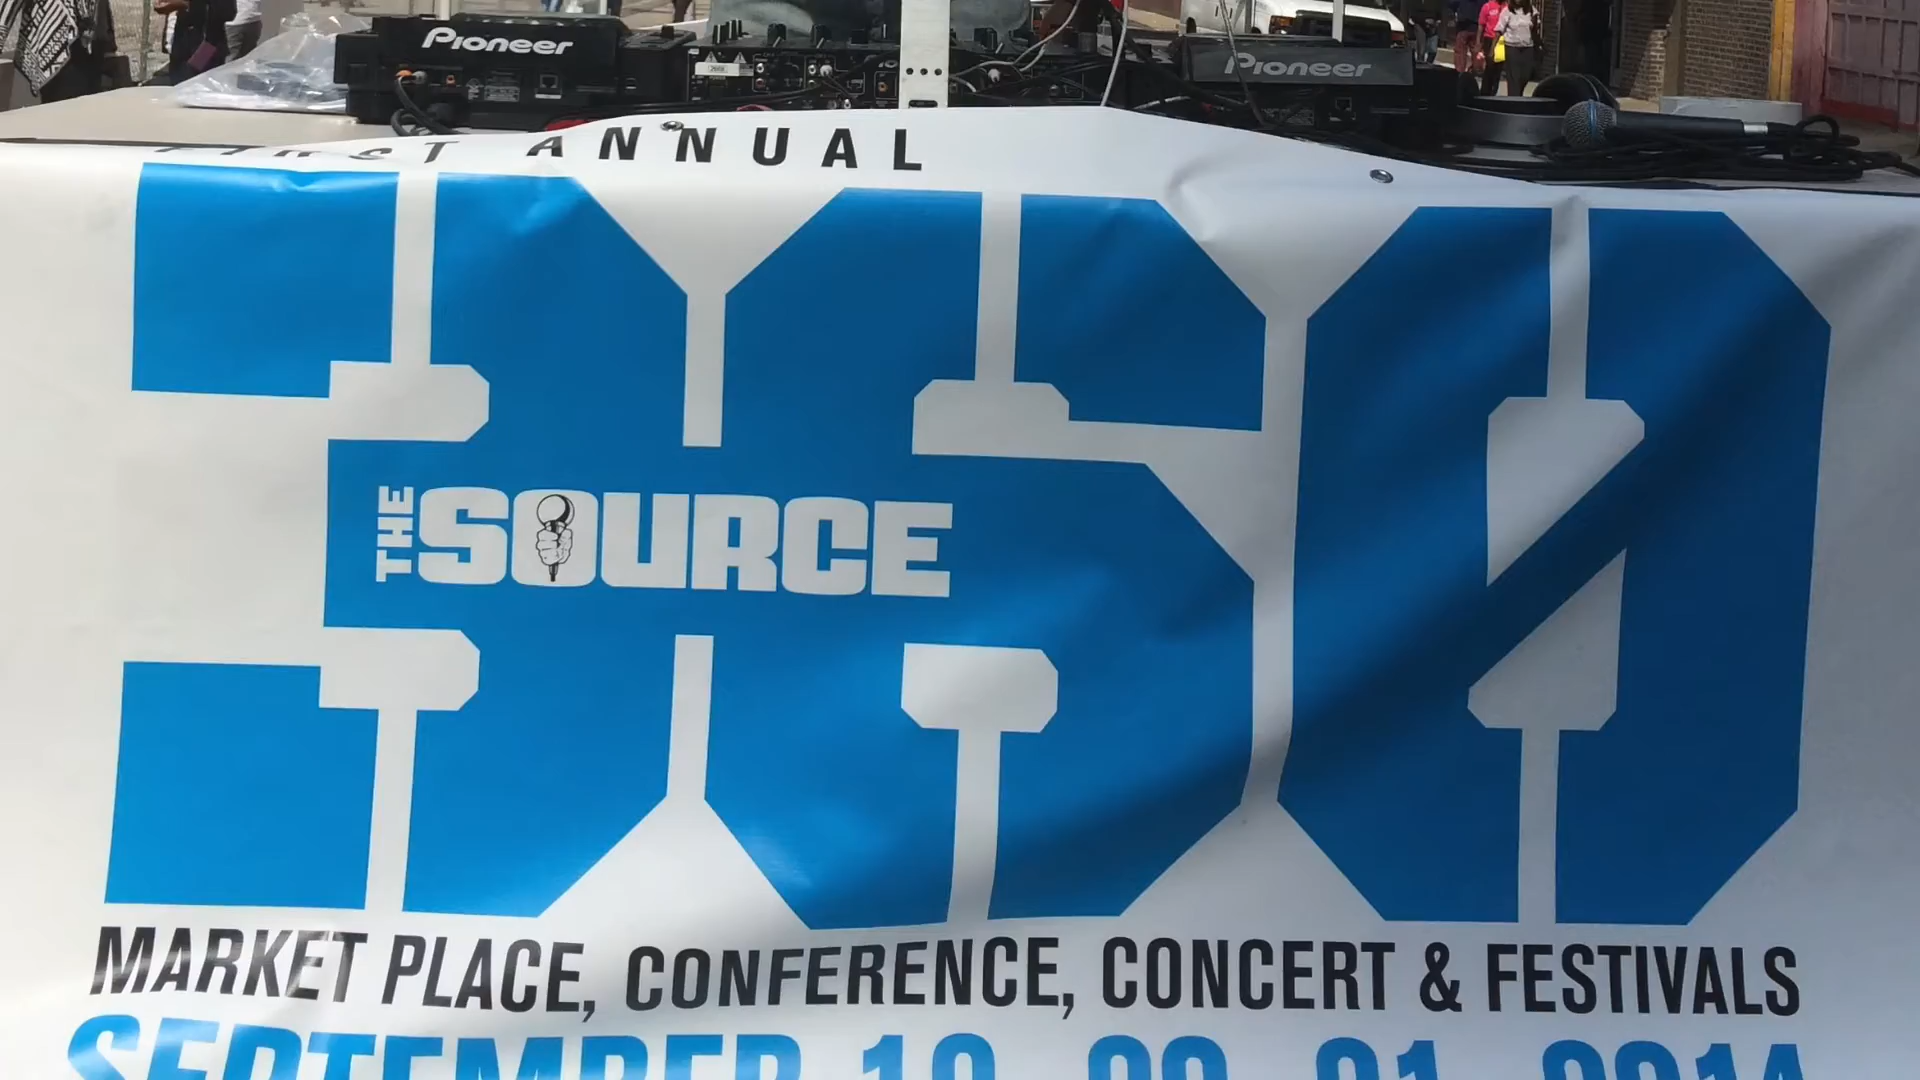 Pioneer
Pioneer
FIRST ANNUAL
360
THE SOURCE
MARKET PLACE, CONFERENCE, CONCERT & FESTIVALS
SEPTEMBER 19 20 21 2014